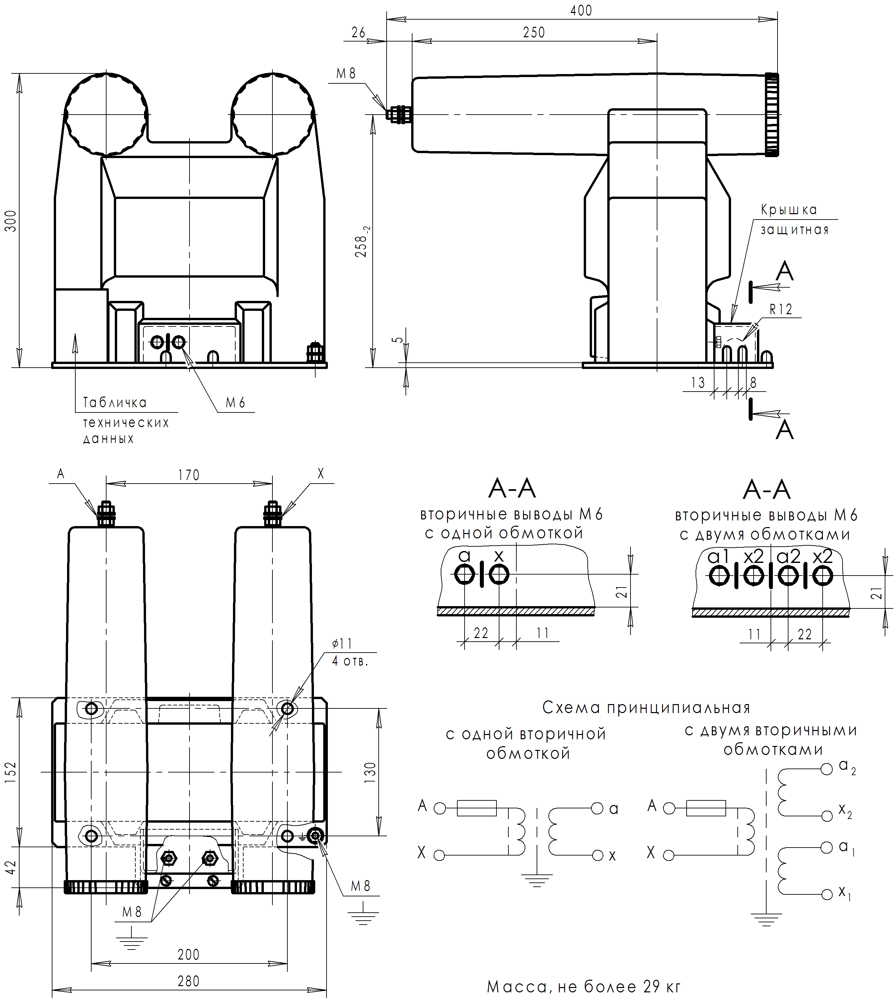 400
26
250
М8
300
258-2
Крышка
защитная
А
R12
5
13
8
А
Табличка
технических
данных
М6
А
170
Х
А-А
вторичные выводы М6
с одной обмоткой
а
х
21
22
11
А-А
вторичные выводы М6
с двумя обмотками
а1
х2
а2
х2
21
11
22
ϕ11
4 отв.
152
130
42
М8
М8
200
280
Схема принципиальная
с одной вторичной
обмоткой
А
Х
а
х
с двумя вторичными
обмотками
А
Х
а2
х2
а1
х1
Масса, не более 29 кг